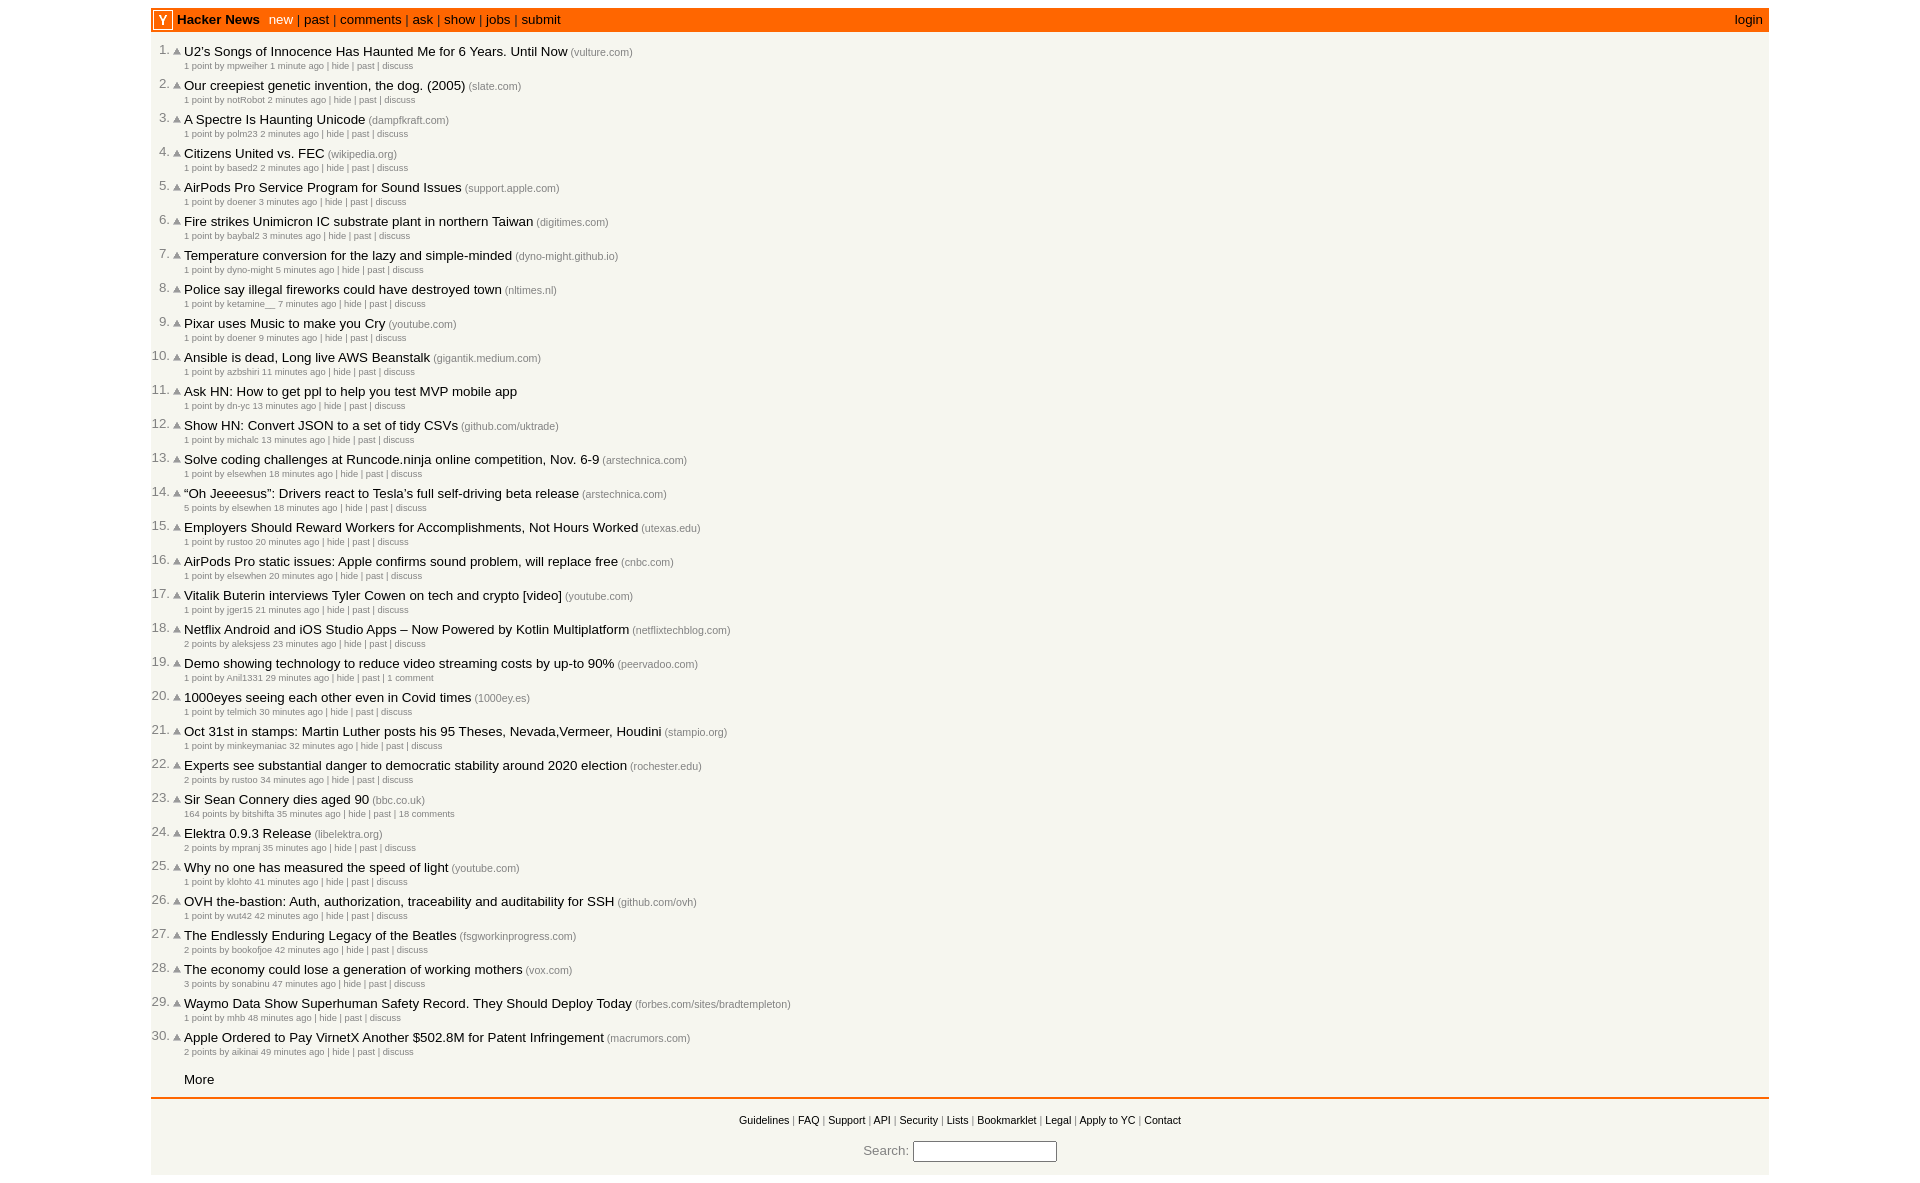 Y Hacker News new | past | comments | ask | show | jobs | submit login
1. U2’s Songs of Innocence Has Haunted Me for 6 Years. Until Now (vulture.com)
1 point by mpweiher 1 minute ago | hide | past | discuss
2. Our creepiest genetic invention, the dog. (2005) (slate.com)
1 point by notRobot 2 minutes ago | hide | past | discuss
3. A Spectre Is Haunting Unicode (dampfkraft.com)
1 point by polm23 2 minutes ago | hide | past | discuss
4. Citizens United vs. FEC (wikipedia.org)
1 point by based2 2 minutes ago | hide | past | discuss
5. AirPods Pro Service Program for Sound Issues (support.apple.com)
1 point by doener 3 minutes ago | hide | past | discuss
6. Fire strikes Unimicron IC substrate plant in northern Taiwan (digitimes.com)
1 point by baybal2 3 minutes ago | hide | past | discuss
7. Temperature conversion for the lazy and simple-minded (dyno-might.github.io)
1 point by dyno-might 5 minutes ago | hide | past | discuss
8. Police say illegal fireworks could have destroyed town (nltimes.nl)
1 point by ketamine__ 7 minutes ago | hide | past | discuss
9. Pixar uses Music to make you Cry (youtube.com)
1 point by doener 9 minutes ago | hide | past | discuss
10. Ansible is dead, Long live AWS Beanstalk (gigantik.medium.com)
1 point by azbshiri 11 minutes ago | hide | past | discuss
11. Ask HN: How to get ppl to help you test MVP mobile app
1 point by dn-yc 13 minutes ago | hide | past | discuss
12. Show HN: Convert JSON to a set of tidy CSVs (github.com/uktrade)
1 point by michalc 13 minutes ago | hide | past | discuss
13. Solve coding challenges at Runcode.ninja online competition, Nov. 6-9 (arstechnica.com)
1 point by elsewhen 18 minutes ago | hide | past | discuss
14. “Oh Jeeeesus”: Drivers react to Tesla’s full self-driving beta release (arstechnica.com)
5 points by elsewhen 18 minutes ago | hide | past | discuss
15. Employers Should Reward Workers for Accomplishments, Not Hours Worked (utexas.edu)
1 point by rustoo 20 minutes ago | hide | past | discuss
16. AirPods Pro static issues: Apple confirms sound problem, will replace free (cnbc.com)
1 point by elsewhen 20 minutes ago | hide | past | discuss
17. Vitalik Buterin interviews Tyler Cowen on tech and crypto [video] (youtube.com)
1 point by jger15 21 minutes ago | hide | past | discuss
18. Netflix Android and iOS Studio Apps – Now Powered by Kotlin Multiplatform (netflixtechblog.com)
2 points by aleksjess 23 minutes ago | hide | past | discuss
19. Demo showing technology to reduce video streaming costs by up-to 90% (peervadoo.com)
1 point by Anil1331 29 minutes ago | hide | past | 1 comment
20. 1000eyes seeing each other even in Covid times (1000ey.es)
1 point by telmich 30 minutes ago | hide | past | discuss
21. Oct 31st in stamps: Martin Luther posts his 95 Theses, Nevada,Vermeer, Houdini (stampio.org)
1 point by minkeymaniac 32 minutes ago | hide | past | discuss
22. Experts see substantial danger to democratic stability around 2020 election (rochester.edu)
2 points by rustoo 34 minutes ago | hide | past | discuss
23. Sir Sean Connery dies aged 90 (bbc.co.uk)
164 points by bitshifta 35 minutes ago | hide | past | 18 comments
24. Elektra 0.9.3 Release (libelektra.org)
2 points by mpranj 35 minutes ago | hide | past | discuss
25. Why no one has measured the speed of light (youtube.com)
1 point by klohto 41 minutes ago | hide | past | discuss
26. OVH the-bastion: Auth, authorization, traceability and auditability for SSH (github.com/ovh)
1 point by wut42 42 minutes ago | hide | past | discuss
27. The Endlessly Enduring Legacy of the Beatles (fsgworkinprogress.com)
2 points by bookofjoe 42 minutes ago | hide | past | discuss
28. The economy could lose a generation of working mothers (vox.com)
3 points by sonabinu 47 minutes ago | hide | past | discuss
29. Waymo Data Show Superhuman Safety Record. They Should Deploy Today (forbes.com/sites/bradtempleton)
1 point by mhb 48 minutes ago | hide | past | discuss
30. Apple Ordered to Pay VirnetX Another $502.8M for Patent Infringement (macrumors.com)
2 points by aikinai 49 minutes ago | hide | past | discuss
More
Guidelines | FAQ | Support | API | Security | Lists | Bookmarklet | Legal | Apply to YC | Contact
Search: